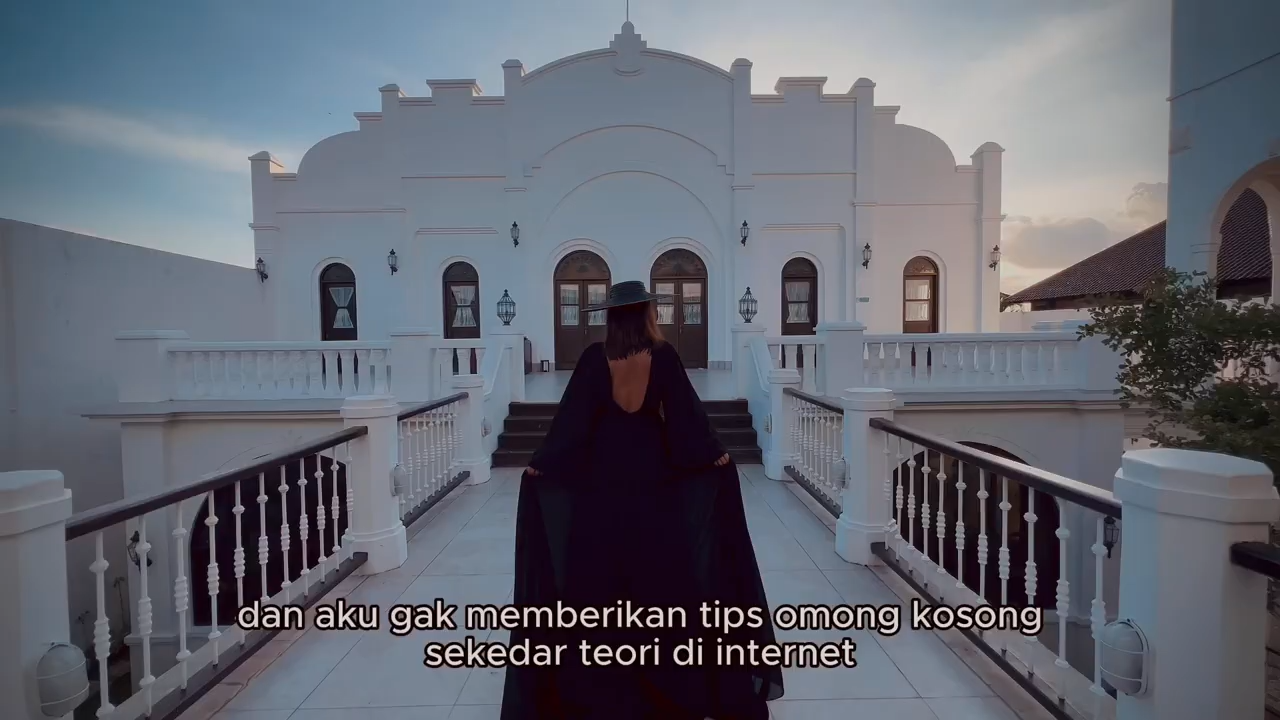 dan aku gak memberikan tips omong kosong
sekedar teori di internet